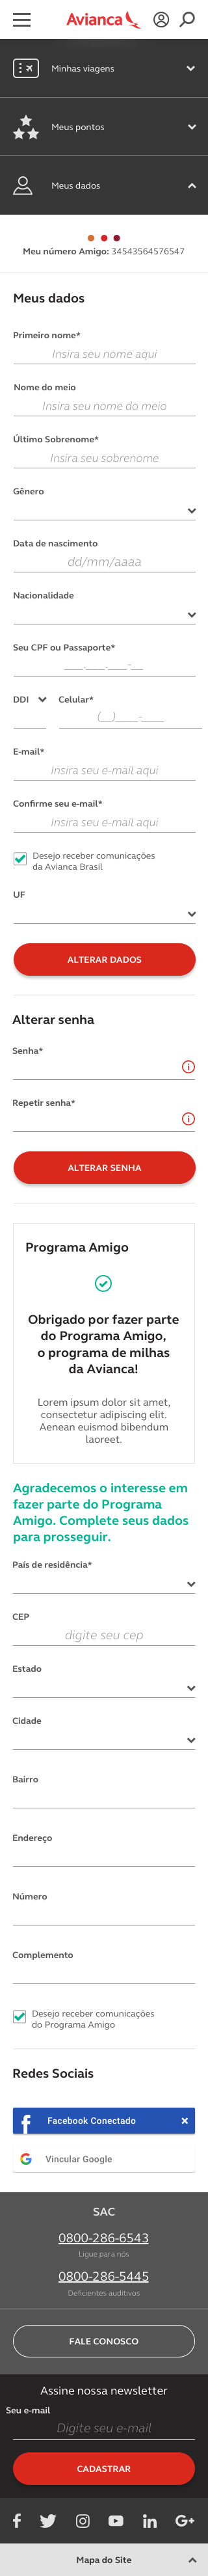 Avianca
Minhas viagens
Meus pontos
Meus dados
Meu número Amigo: 34543564576547
Meus dados
Primeiro nome*
Insira seu nome aqui
Nome do meio
Insira seu nome do meio
Último Sobrenome*
Insira seu sobrenome
Gênero
Data de nascimento
dd/mm/aaaa
Nacionalidade
Seu CPF ou Passaporte*
___.___.___-__
DDI Celular*
(__)____-____
E-mail*
Insira seu e-mail aqui
Confirme seu e-mail*
Insira seu e-mail aqui
Desejo receber comunicações
da Avianca Brasil
UF
ALTERAR DADOS
Alterar senha
Senha*
Repetir senha*
ALTERAR SENHA
Programa Amigo
Obrigado por fazer parte
do Programa Amigo,
o programa de milhas
da Avianca!
Lorem ipsum dolor sit amet,
consectetur adipiscing elit.
Aenean euismod bibendum
laoreet.
Agradecemos o interesse em
fazer parte do Programa
Amigo. Complete seus dados
para prosseguir.
País de residência*
CEP
digite seu cep
Estado
Cidade
Bairro
Endereço
Número
Complemento
Desejo receber comunicações
do Programa Amigo
Redes Sociais
Facebook Conectado
Vincular Google
SAC
0800-286-6543
Ligue para nós
0800-286-5445
Deficientes auditivos
FALE CONOSCO
Assine nossa newsletter
Seu e-mail
Digite seu e-mail
CADASTRAR
Mapa do Site